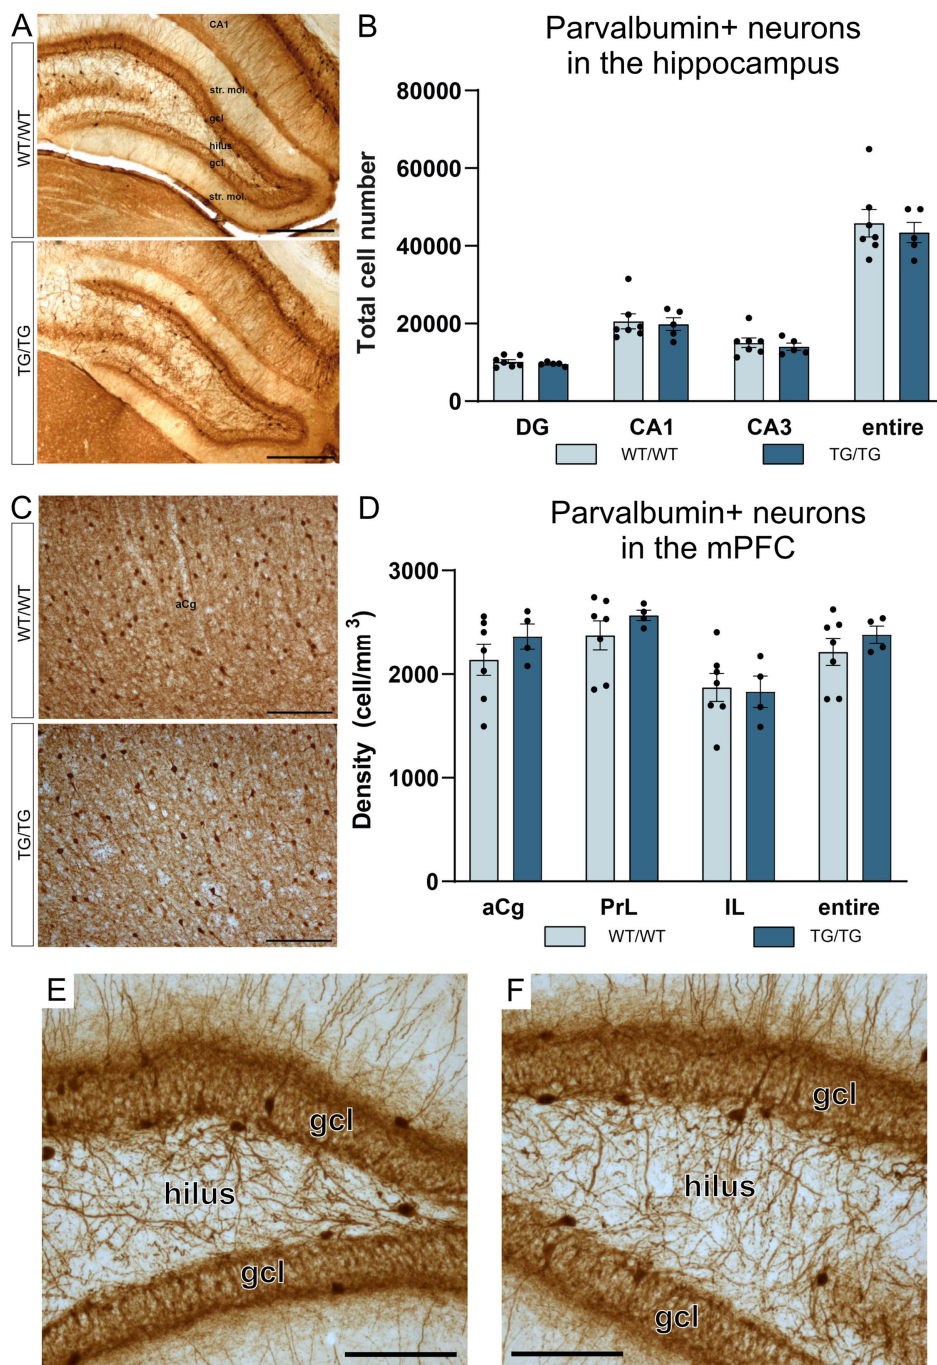 A
WT/WT
CA1
str. mol.
gcl
hilus
gcl
str. mol.
TG/TG
B
Parvalbumin+ neurons
in the hippocampus
Total cell number
80000
60000
40000
20000
0
DG CA1 CA3 entire
WT/WT TG/TG
C
WT/WT
aCg
TG/TG
D
Parvalbumin+ neurons
in the mPFC
Density (cell/mm³)
3000
2000
1000
0
aCg PrL IL entire
WT/WT TG/TG
E
gcl
hilus
gcl
F
gcl
hilus
gcl